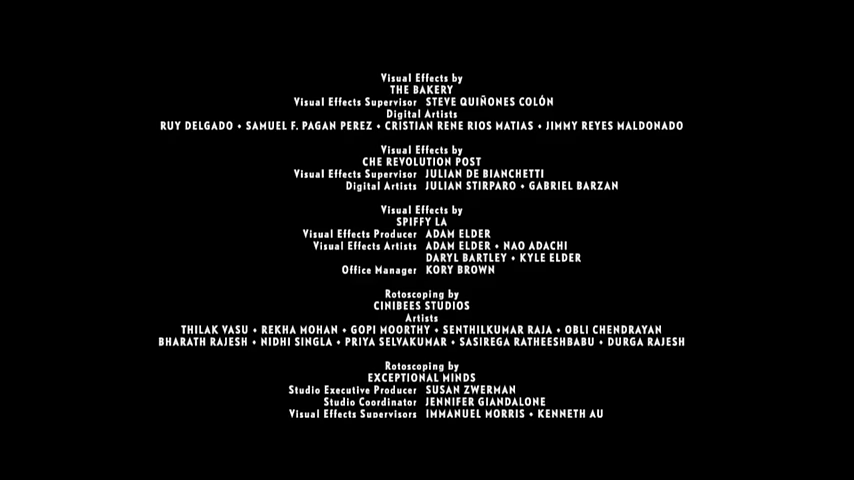 Visual Effects by
THE BAKERY
Visual Effects Supervisor STEVE QUIÑONES COLÓN
Digital Artists
RUY DELGADO • SAMUEL F. PAGAN PEREZ • CRISTIAN RENE RIOS MATIAS • JIMMY REYES MALDONADO
Visual Effects by
CHE REVOLUTION POST
Visual Effects Supervisor JULIAN DE BIANCHETTI
Digital Artists JULIAN STIRPARO • GABRIEL BARZAN
Visual Effects by
SPIFFY LA
Visual Effects Producer ADAM ELDER
Visual Effects Artists ADAM ELDER • NAO ADACHI
DARYL BARTLEY • KYLE ELDER
Office Manager KORY BROWN
Rotoscoping by
CINIBEES STUDIOS
Artists
THILAK VASU • REKHA MOHAN • GOPI MOORTHY • SENTHILKUMAR RAJA • OBLI CHENDRAYAN
BHARATH RAJESH • NIDHI SINGLA • PRIYA SELVAKUMAR • SASIREGA RATHEESHBABU • DURGA RAJESH
Rotoscoping by
EXCEPTIONAL MINDS
Studio Executive Producer SUSAN ZWERMAN
Studio Coordinator JENNIFER GIANDALONE
Visual Effects Supervisors IMMANUEL MORRIS • KENNETH AU